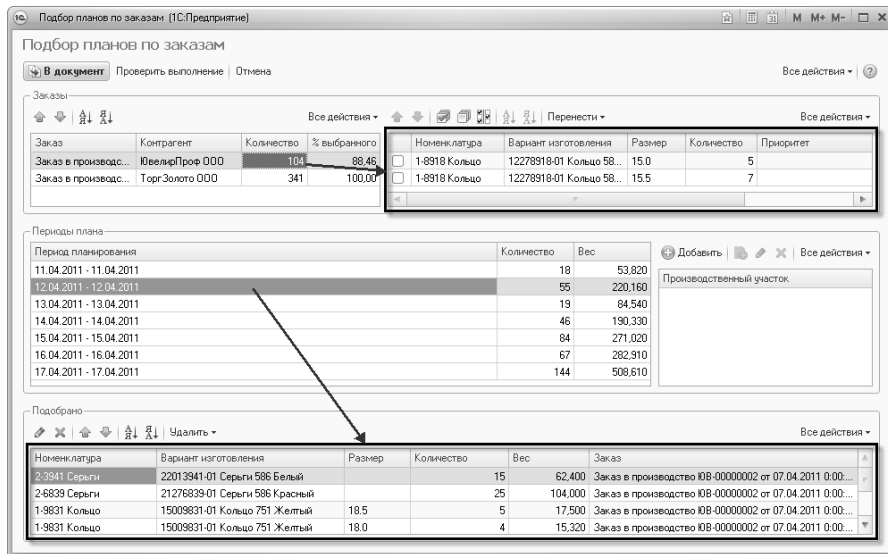 Подбор планов по заказам (1С:Предприятие) M M+ M-
Подбор планов по заказам
В документ Проверить выполнение Отмена Все действия
Заказы
Все действия Перенести Все действия
Заказ Контрагент Количество % выбранного Номенклатура Вариант изготовления Размер Количество Приоритет
Заказ в производс... ЮвелирПроф ООО 104 88,46 1-8918 Кольцо 12278918-01 Кольцо 58... 15.0 5
Заказ в производс... ТоргЗолото ООО 341 100,00 1-8918 Кольцо 12278918-01 Кольцо 58... 15.5 7
Периоды плана
Период планирования Количество Вес Добавить Все действия
11.04.2011 - 11.04.2011 18 53,820 Производственный участок
12.04.2011 - 12.04.2011 55 220,160
13.04.2011 - 13.04.2011 19 84,540
14.04.2011 - 14.04.2011 46 190,330
15.04.2011 - 15.04.2011 84 271,020
16.04.2011 - 16.04.2011 67 282,910
17.04.2011 - 17.04.2011 144 508,610
Подобрано
Удалить Все действия
Номенклатура Вариант изготовления Размер Количество Вес Заказ
2-3941 Серьги 22013941-01 Серьги 586 Белый 15 62,400 Заказ в производство ЮВ-00000002 от 07.04.2011 0:00:...
2-6839 Серьги 21276839-01 Серьги 586 Красный 25 104,000 Заказ в производство ЮВ-00000002 от 07.04.2011 0:00:...
1-9831 Кольцо 15009831-01 Кольцо 751 Желтый 18.5 5 17,500 Заказ в производство ЮВ-00000002 от 07.04.2011 0:00:...
1-9831 Кольцо 15009831-01 Кольцо 751 Желтый 18.0 4 15,320 Заказ в производство ЮВ-00000002 от 07.04.2011 0:00:...